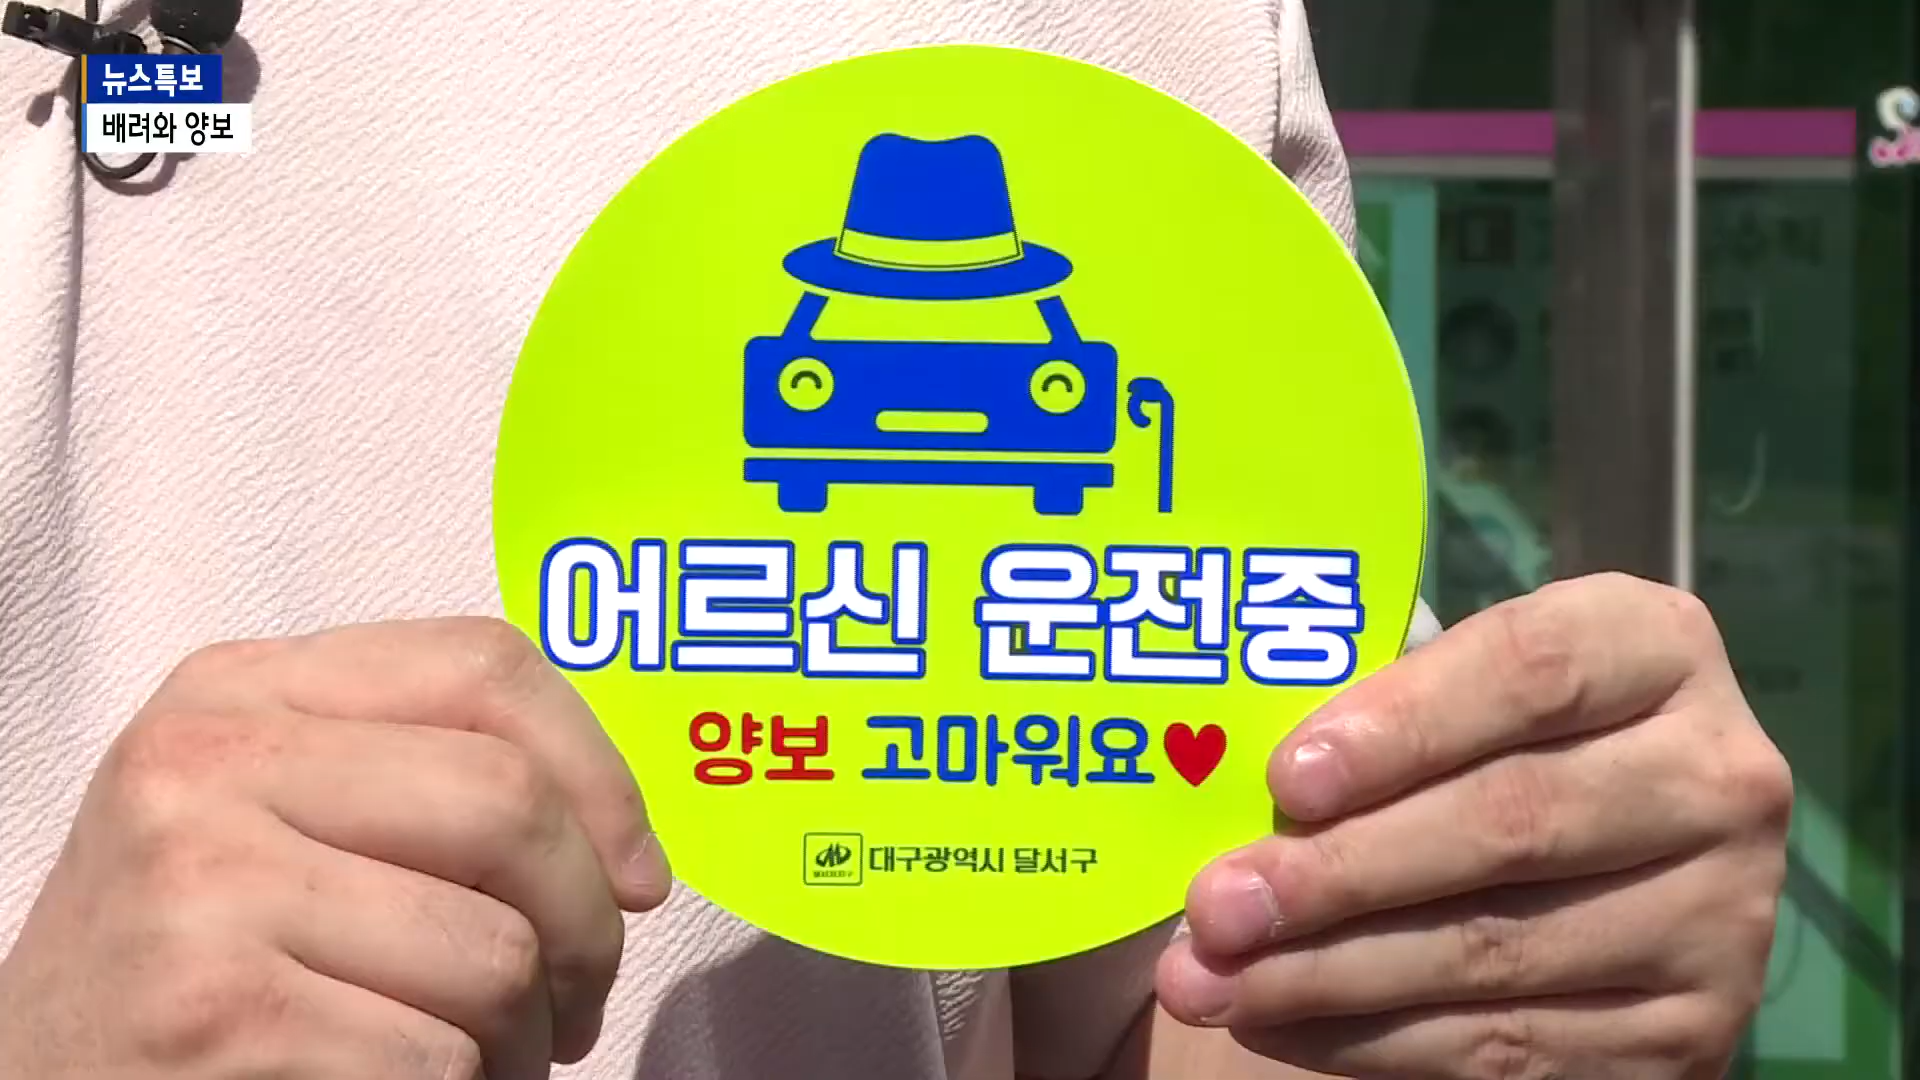 뉴스특보
배려와 양보
어르신 운전중
양보 고마워요♥
대구광역시 달서구